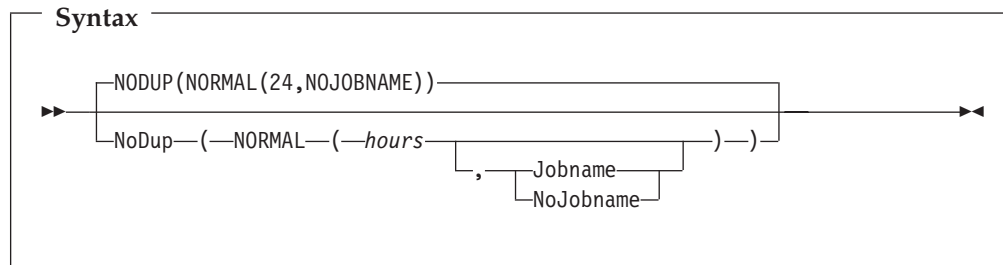 Syntax
NODUP(NORMAL(24,NOJOBNAME))
NoDup ( NORMAL ( hours ) )
, Jobname
NoJobname